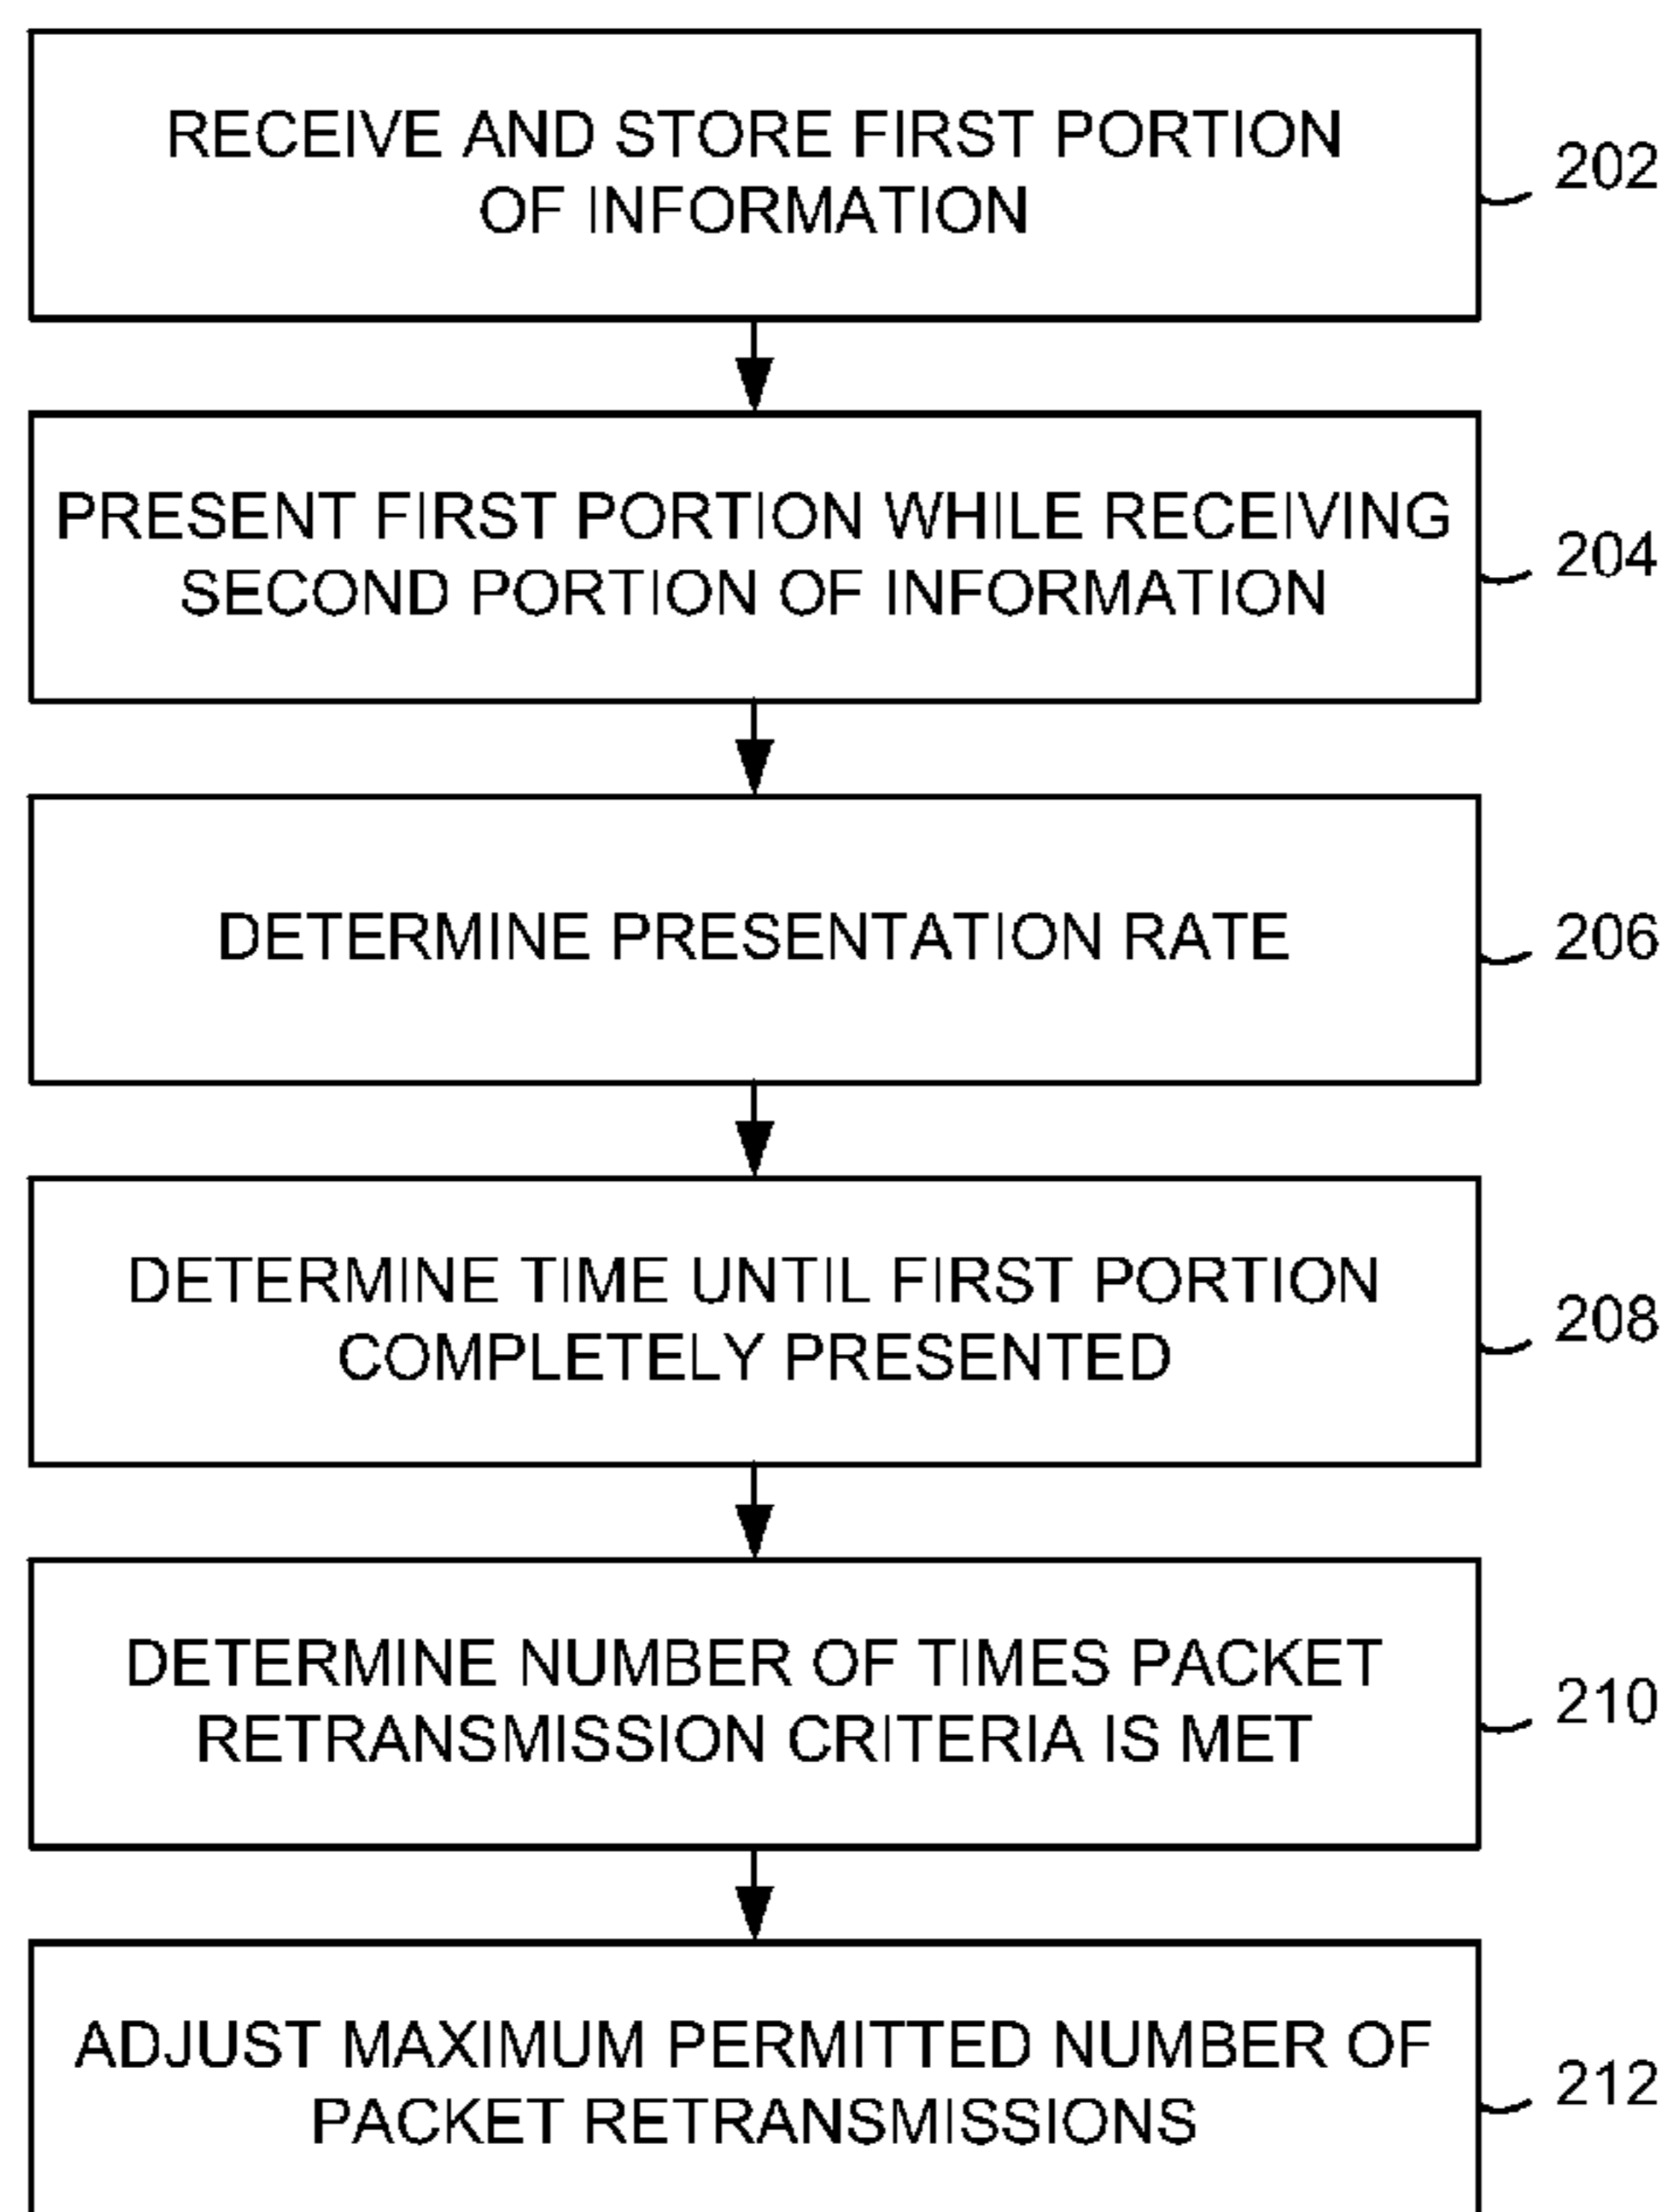 RECEIVE AND STORE FIRST PORTION
OF INFORMATION
202
PRESENT FIRST PORTION WHILE RECEIVING
SECOND PORTION OF INFORMATION
204
DETERMINE PRESENTATION RATE
206
DETERMINE TIME UNTIL FIRST PORTION
COMPLETELY PRESENTED
208
DETERMINE NUMBER OF TIMES PACKET
RETRANSMISSION CRITERIA IS MET
210
ADJUST MAXIMUM PERMITTED NUMBER OF
PACKET RETRANSMISSIONS
212